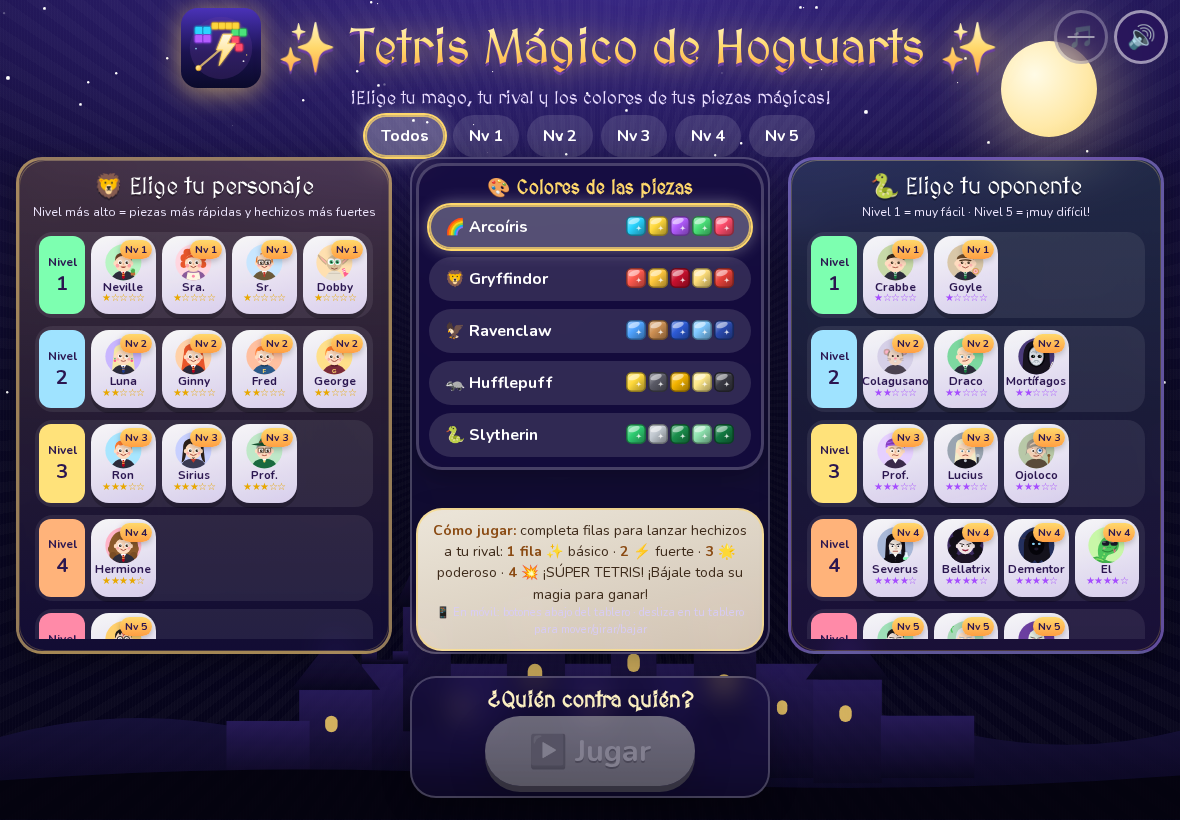 ✨ Tetris Mágico de Hogwarts ✨
¡Elige tu mago, tu rival y los colores de tus piezas mágicas!
Todos
Nv 1
Nv 2
Nv 3
Nv 4
Nv 5
🦁 Elige tu personaje
Nivel más alto = piezas más rápidas y hechizos más fuertes
Nivel 1
Nv 1
Neville
★☆☆☆☆
Nv 1
Sra.
★☆☆☆☆
Nv 1
Sr.
★☆☆☆☆
Nv 1
Dobby
★☆☆☆☆
Nivel 2
Nv 2
Luna
★★☆☆☆
Nv 2
Ginny
★★☆☆☆
Nv 2
Fred
★★☆☆☆
Nv 2
George
★★☆☆☆
Nivel 3
Nv 3
Ron
★★★☆☆
Nv 3
Sirius
★★★☆☆
Nv 3
Prof.
★★★☆☆
Nivel 4
Nv 4
Hermione
★★★★☆
Nivel
Nv 5
🎨 Colores de las piezas
🌈 Arcoíris
🦁 Gryffindor
🦅 Ravenclaw
🦡 Hufflepuff
🐍 Slytherin
Cómo jugar: completa filas para lanzar hechizos
a tu rival: 1 fila ✨ básico · 2 ⚡ fuerte · 3 🌟
poderoso · 4 💥 ¡SÚPER TETRIS! ¡Bájale toda su
magia para ganar!
¿Quién contra quién?
▶️ Jugar
🐍 Elige tu oponente
Nivel 1 = muy fácil · Nivel 5 = ¡muy difícil!
Nivel 1
Nv 1
Crabbe
★☆☆☆☆
Nv 1
Goyle
★☆☆☆☆
Nivel 2
Nv 2
Colagusano
★★☆☆☆
Nv 2
Draco
★★☆☆☆
Nv 2
Mortífagos
★★☆☆☆
Nivel 3
Nv 3
Prof.
★★★☆☆
Nv 3
Lucius
★★★☆☆
Nv 3
Ojoloco
★★★☆☆
Nivel 4
Nv 4
Severus
★★★★☆
Nv 4
Bellatrix
★★★★☆
Nv 4
Dementor
★★★★☆
Nv 4
El
★★★★☆
Nivel
Nv 5
Nv 5
Nv 5